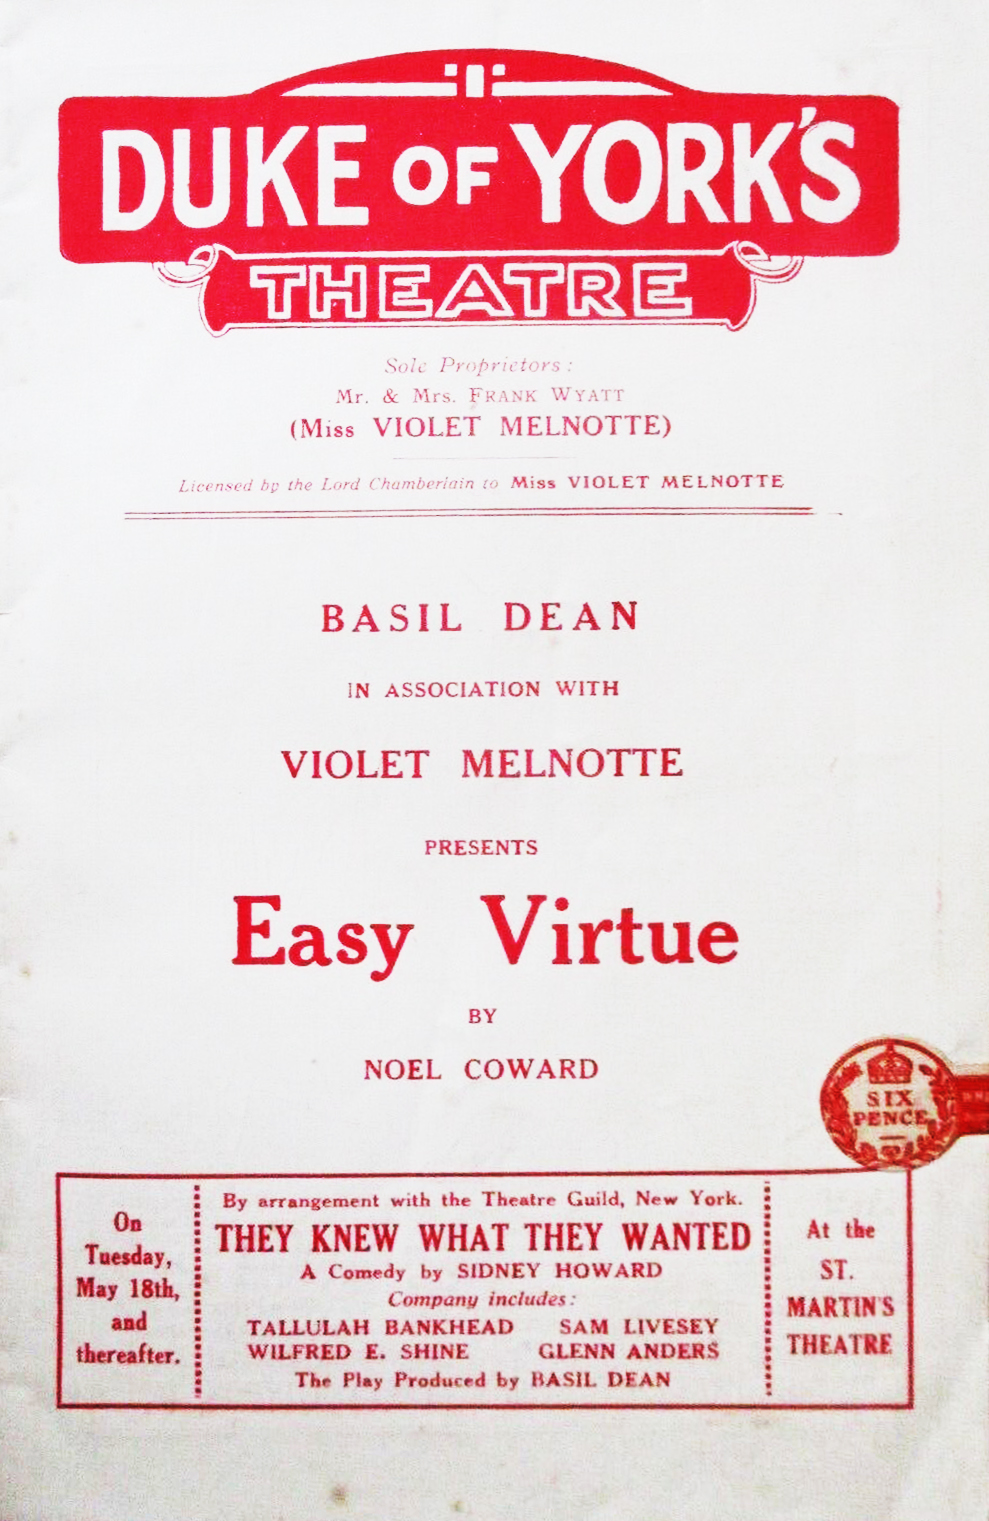 DUKE OF YORK'S
THEATRE
Sole Proprietors:
Mr. & Mrs. FRANK WYATT
(Miss VIOLET MELNOTTE)
Licensed by the Lord Chamberlain to Miss VIOLET MELNOTTE
BASIL DEAN
IN ASSOCIATION WITH
VIOLET MELNOTTE
PRESENTS
Easy Virtue
BY
NOEL COWARD
SIX
PENCE
On
Tuesday,
May 18th,
and
thereafter.
By arrangement with the Theatre Guild, New York.
THEY KNEW WHAT THEY WANTED
A Comedy by SIDNEY HOWARD
Company includes:
TALLULAH BANKHEAD SAM LIVESEY
WILFRED E. SHINE GLENN ANDERS
The Play Produced by BASIL DEAN
At the
ST.
MARTIN'S
THEATRE